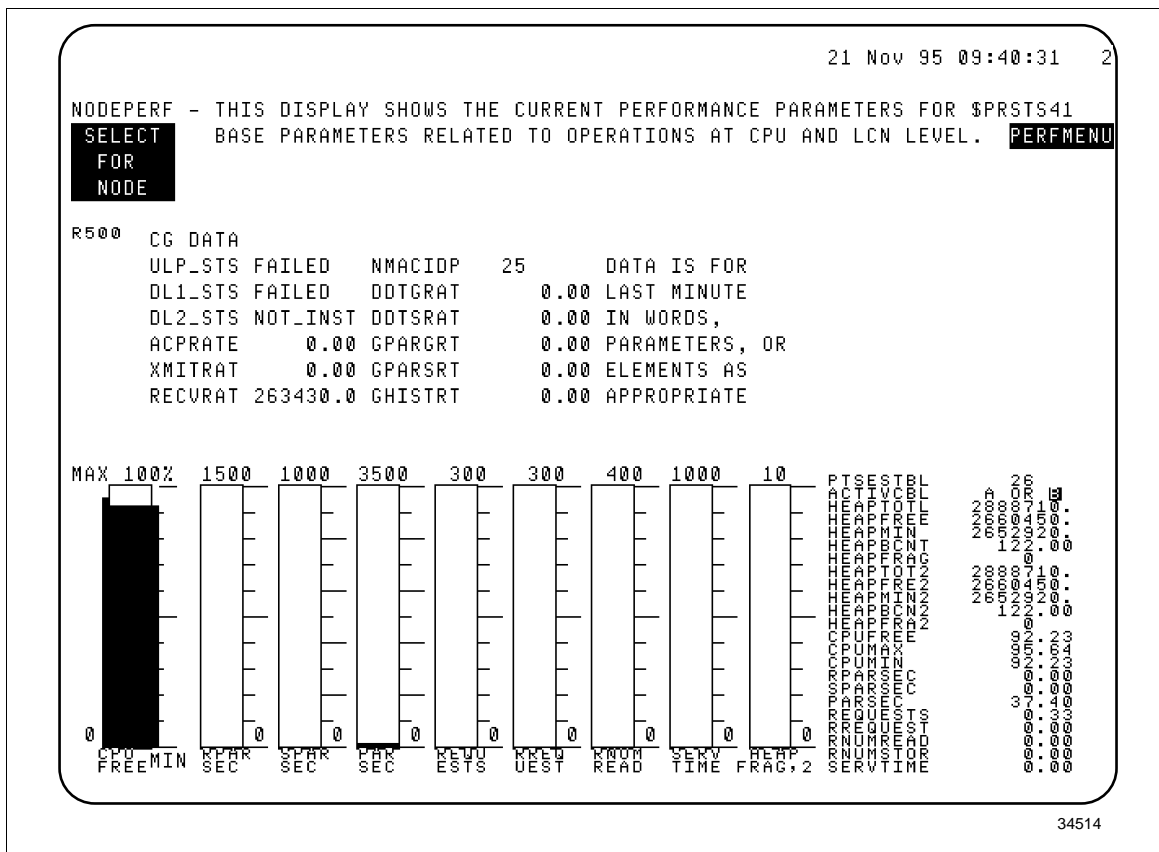 21 Nov 95 09:40:31 2
NODEPERF - THIS DISPLAY SHOWS THE CURRENT PERFORMANCE PARAMETERS FOR $PRSTS41
SELECT BASE PARAMETERS RELATED TO OPERATIONS AT CPU AND LCN LEVEL. PERFMENU
FOR
NODE
R500 CG DATA
ULP_STS FAILED NMACIDP 25 DATA IS FOR
DL1_STS FAILED DDTGRAT 0.00 LAST MINUTE
DL2_STS NOT_INST DDTSRAT 0.00 IN WORDS,
ACPRATE 0.00 GPARGRT 0.00 PARAMETERS, OR
XMITRAT 0.00 GPARSRT 0.00 ELEMENTS AS
RECVRAT 263430.0 GHISTRT 0.00 APPROPRIATE
MAX 100% 1500 1000 3500 300 300 400 1000 10
0 0 0 0 0 0 0 0 0
CPU FREE MIN
RPAR SEC
SPAR SEC
PAR SEC
REQU ESTS
RREQ UEST
RNUM READ
SERV TIME
HEAP FRAG,2
PTSESTBL 26
ACTIVCBL A OR B
HEAPTOTL 2888710.
HEAPFREE 2660450.
HEAPMIN 2652920.
HEAPBCNT 122.00
HEAPFRAG 0
HEAPTOT2 2888710.
HEAPFRE2 2660450.
HEAPMIN2 2652920.
HEAPBCN2 122.00
HEAPFRA2 0
CPUFREE 92.23
CPUMAX 95.64
CPUMIN 92.23
RPARSEC 0.00
SPARSEC 0.00
PARSEC 37.40
REQUESTS 0.33
RREQUEST 0.00
RNUMREAD 0.00
RNUMSTOR 0.00
SERVTIME 0.00
34514